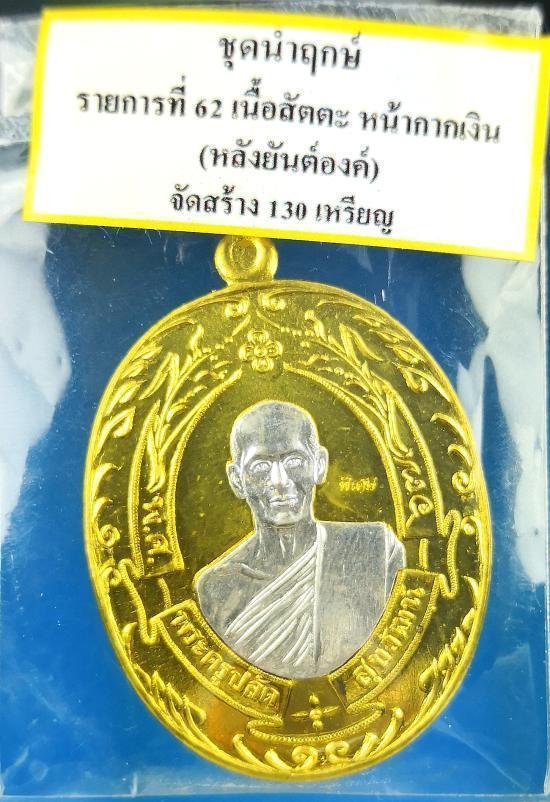 ชุดนำฤกษ์
รายการที่ 62 เนื้อสัตตะ หน้ากากเงิน
(หลังยันต์องค์)
จัดสร้าง 130 เหรียญ
พระครูปลัด